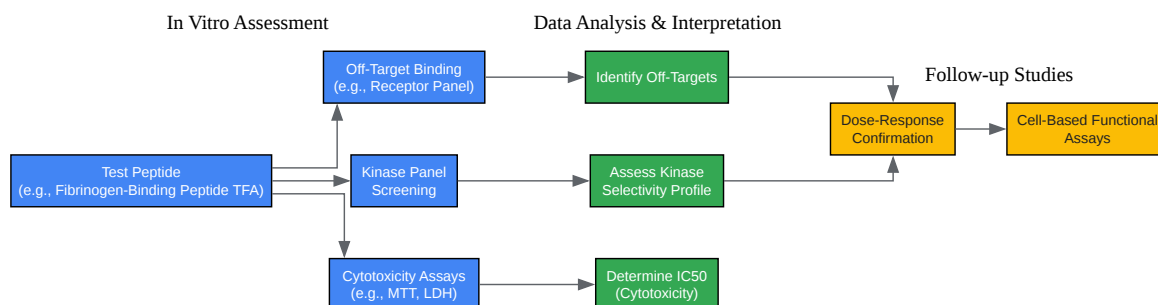 In Vitro Assessment
Data Analysis & Interpretation
Off-Target Binding
(e.g., Receptor Panel)
Identify Off-Targets
Follow-up Studies
Dose-Response
Confirmation
Cell-Based Functional
Assays
Test Peptide
(e.g., Fibrinogen-Binding Peptide TFA)
Kinase Panel
Screening
Assess Kinase
Selectivity Profile
Cytotoxicity Assays
(e.g., MTT, LDH)
Determine IC50
(Cytotoxicity)